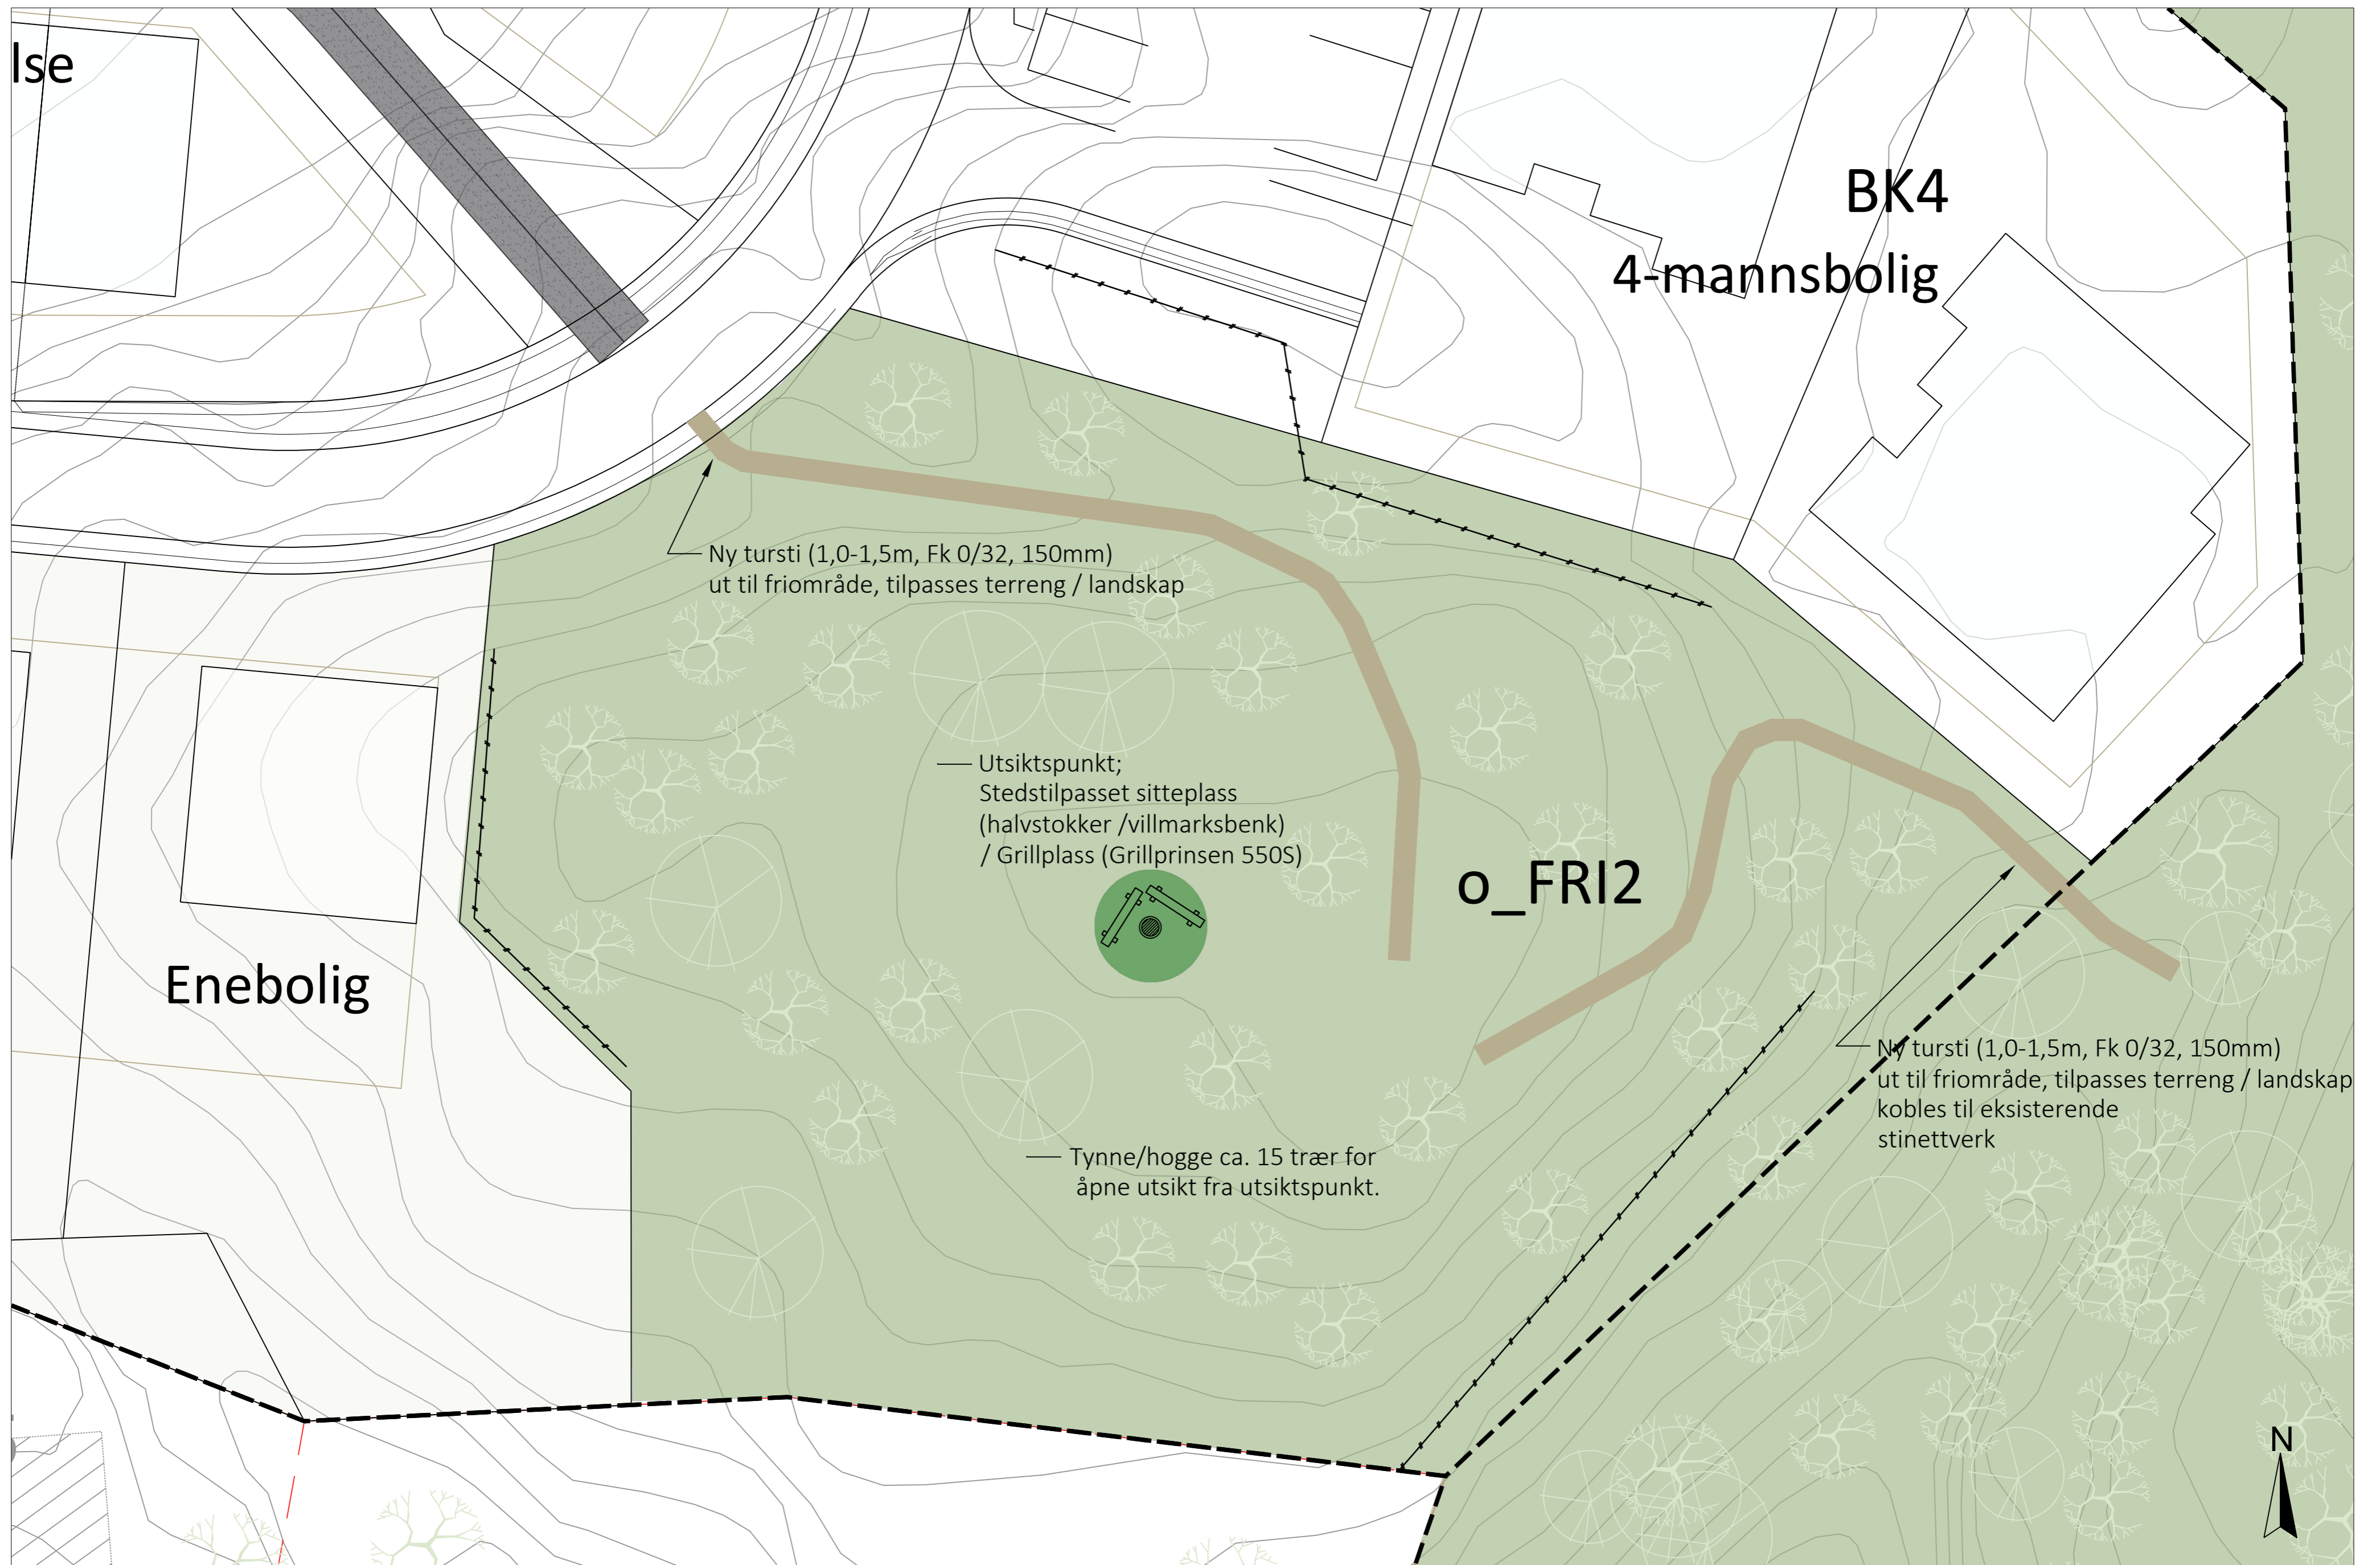 lse
BK4
4-mannsbolig
Ny tursti (1,0-1,5m, Fk 0/32, 150mm)
ut til friområde, tilpasses terreng / landskap
Utsiktspunkt;
Stedstilpasset sitteplass
(halvstokker /villmarksbenk)
/ Grillplass (Grillprinsen 550S)
o_FRI2
Enebolig
Ny tursti (1,0-1,5m, Fk 0/32, 150mm)
ut til friområde, tilpasses terreng / landskap
kobles til eksisterende
stinettverk
Tynne/hogge ca. 15 trær for
åpne utsikt fra utsiktspunkt.
N